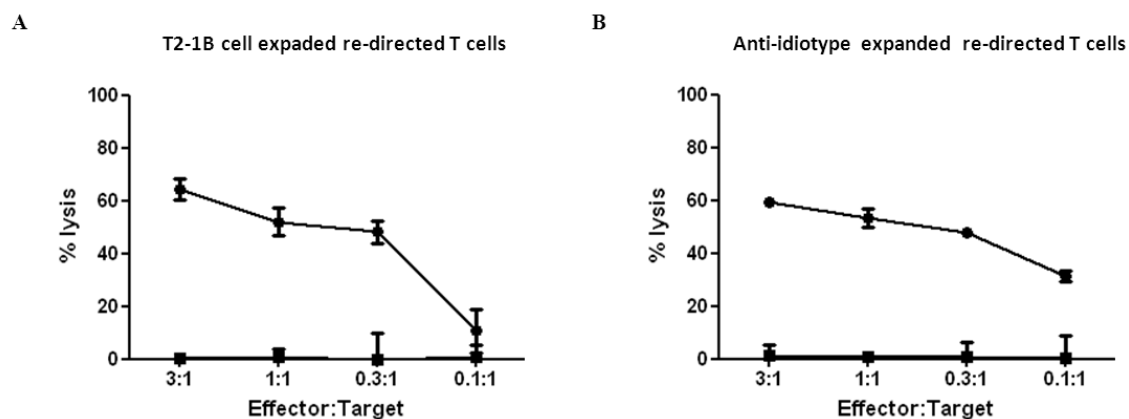 A
T2-1B cell expaded re-directed T cells
100
80
60
40
20
0
% lysis
3:1 1:1 0.3:1 0.1:1
Effector:Target
B
Anti-idiotype expanded re-directed T cells
100
80
60
40
20
0
% lysis
3:1 1:1 0.3:1 0.1:1
Effector:Target